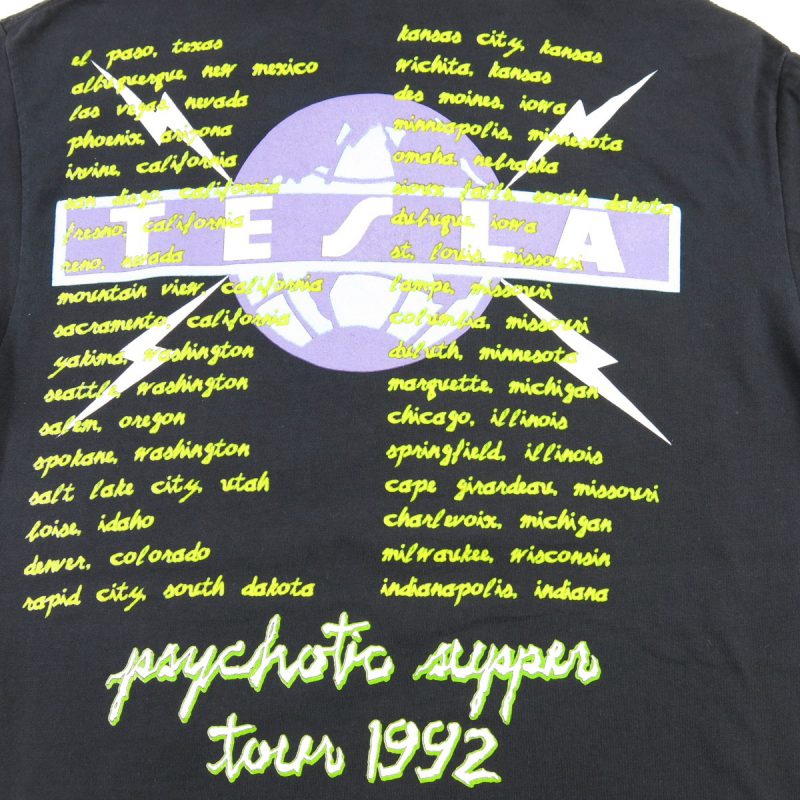 el paso, texas
albuquerque, new mexico
las vegas, nevada
phoenix, arizona
irvine, california
san diego, california
fresno, california
reno, nevada
mountain view, california
sacramento, california
yakima, washington
seattle, washington
salem, oregon
spokane, washington
salt lake city, utah
boise, idaho
denver, colorado
rapid city, south dakota
kansas city, kansas
wichita, kansas
des moines, iowa
minneapolis, minnesota
omaha, nebraska
sioux falls, south dakota
dubuque, iowa
st. louis, missouri
lampe, missouri
columbia, missouri
duluth, minnesota
marquette, michigan
chicago, illinois
springfield, illinois
cape girardeau, missouri
charlevoix, michigan
milwaukee, wisconsin
indianapolis, indiana
TESLA
psychotic supper
tour 1992